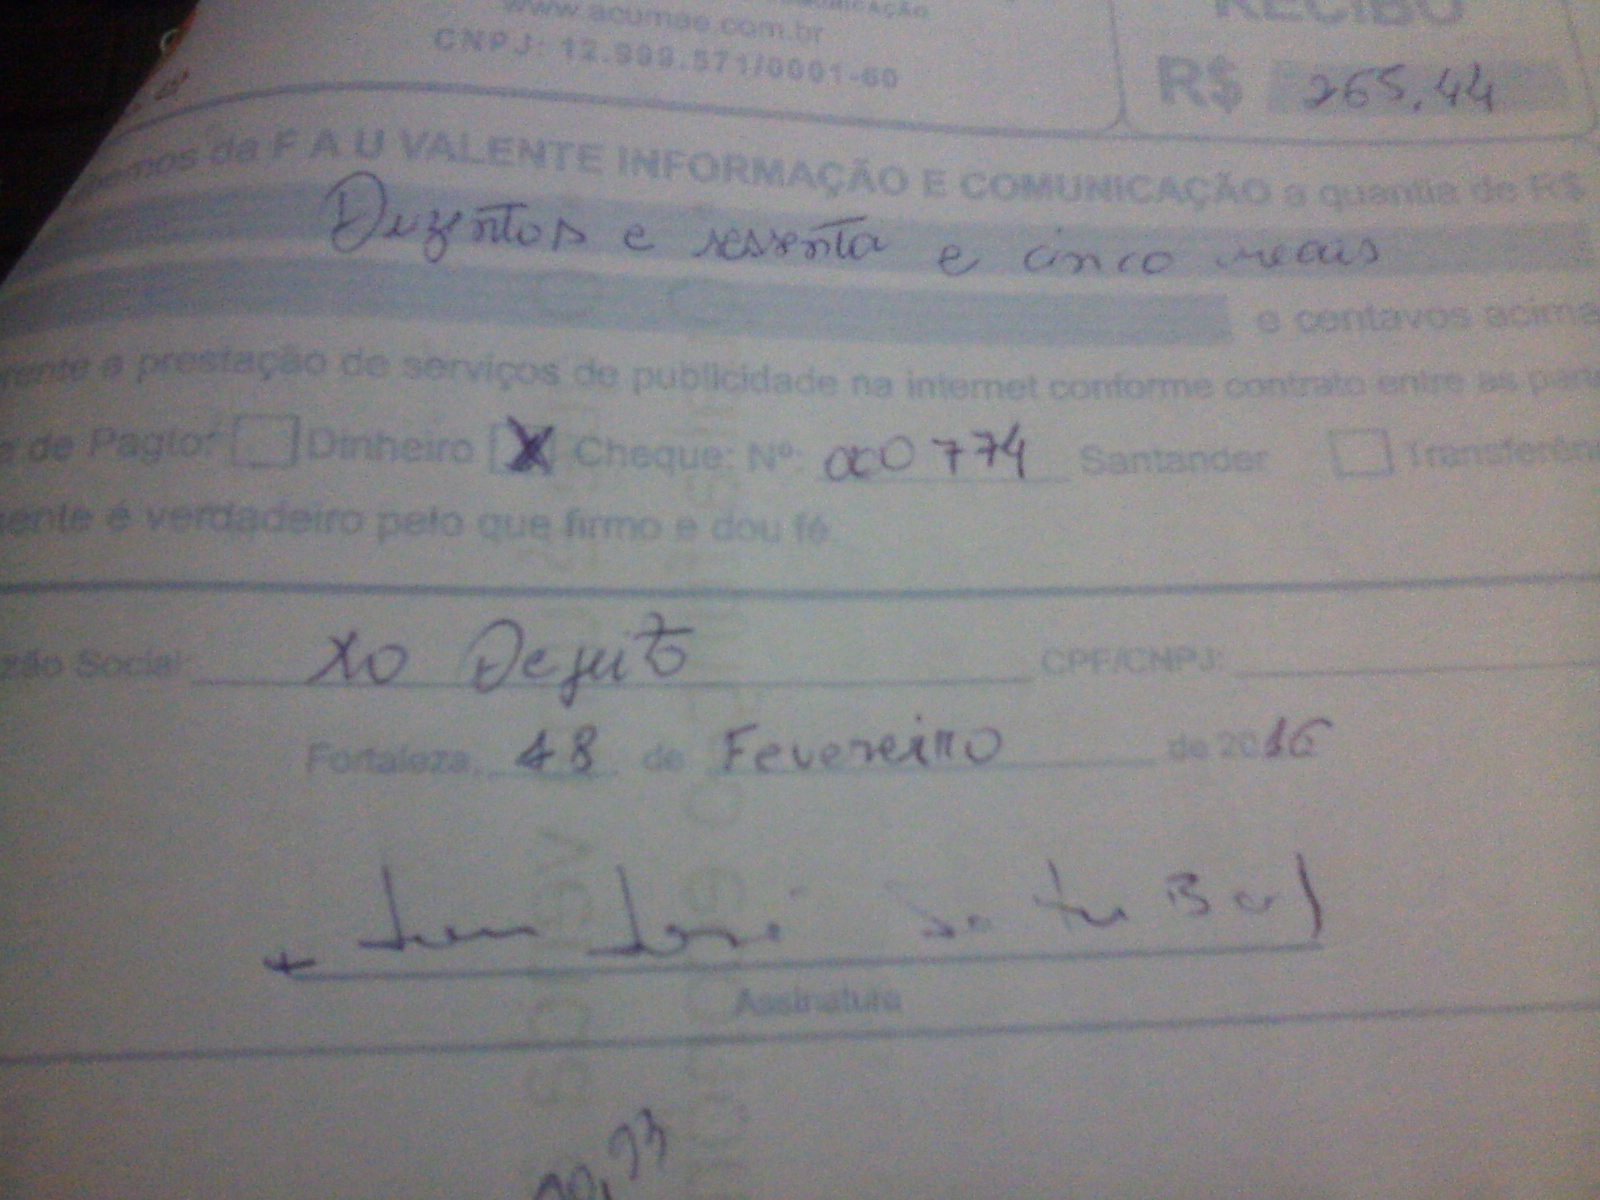 www.acumae.com.br
CNPJ: 12.999.571/0001-60
RECIBO
R$ 265,44
da F A U VALENTE INFORMAÇÃO E COMUNICAÇÃO a quantia de R$
Duzentos e sessenta e cinco reais
e centavos acima
a prestação de serviços de publicidade na internet conforme contrato entre as
de Pagto: Dinheiro X Cheque: Nº: 000774 Santander
é verdadeiro pelo que firmo e dou fé.
Social: XO CPF/CNPJ:
Fortaleza, 18 de Fevereiro de 2016
José
Assinatura